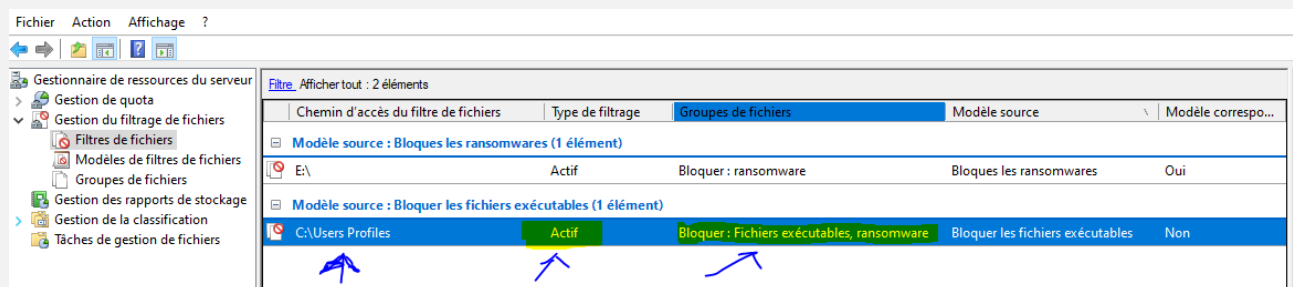 Fichier Action Affichage ?
Gestionnaire de ressources du serveur
Gestion de quota
Gestion du filtrage de fichiers
Filtres de fichiers
Modèles de filtres de fichiers
Groupes de fichiers
Gestion des rapports de stockage
Gestion de la classification
Tâches de gestion de fichiers
Filtre Afficher tout : 2 éléments
Chemin d'accès du filtre de fichiers Type de filtrage Groupes de fichiers Modèle source Modèle correspo...
Modèle source : Bloques les ransomwares (1 élément)
E:\ Actif Bloquer : ransomware Bloques les ransomwares Oui
Modèle source : Bloquer les fichiers exécutables (1 élément)
C:\Users Profiles Actif Bloquer : Fichiers exécutables, ransomware Bloquer les fichiers exécutables Non